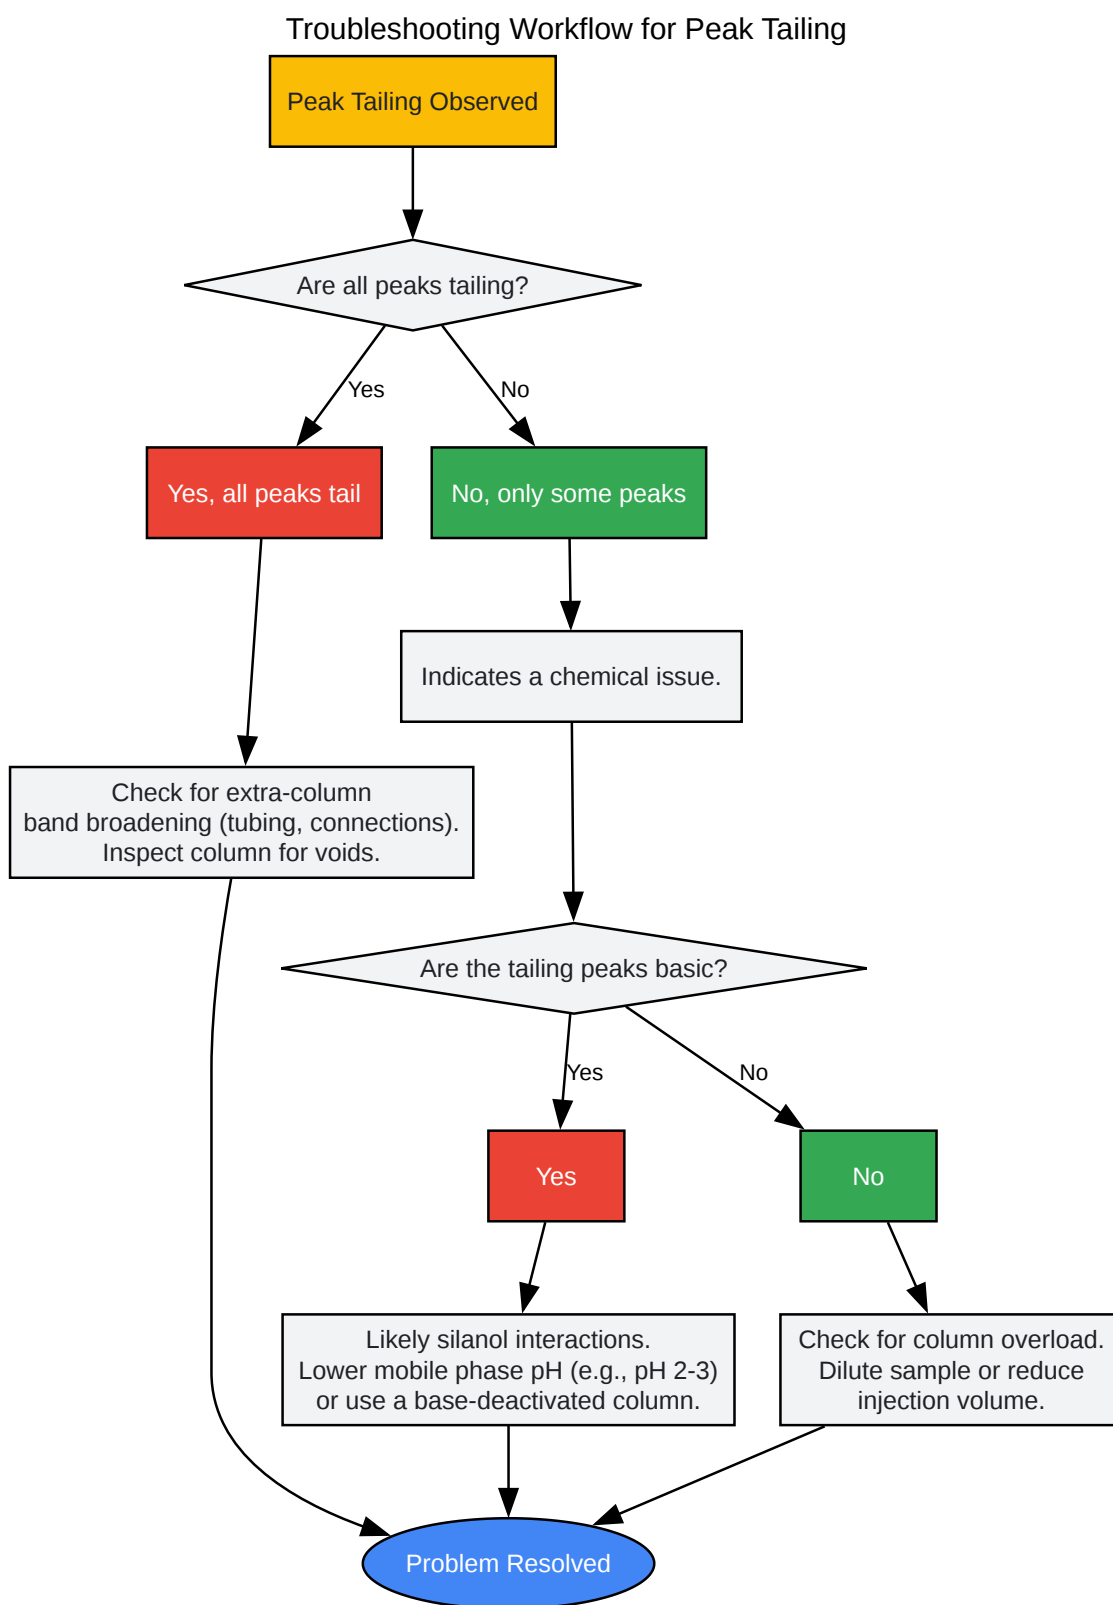 Troubleshooting Workflow for Peak Tailing
Peak Tailing Observed
Are all peaks tailing?
Yes
No
Yes, all peaks tail
No, only some peaks
Indicates a chemical issue.
Check for extra-column
band broadening (tubing, connections).
Inspect column for voids.
Are the tailing peaks basic?
Yes
No
Yes
No
Likely silanol interactions.
Lower mobile phase pH (e.g., pH 2-3)
or use a base-deactivated column.
Check for column overload.
Dilute sample or reduce
injection volume.
Problem Resolved